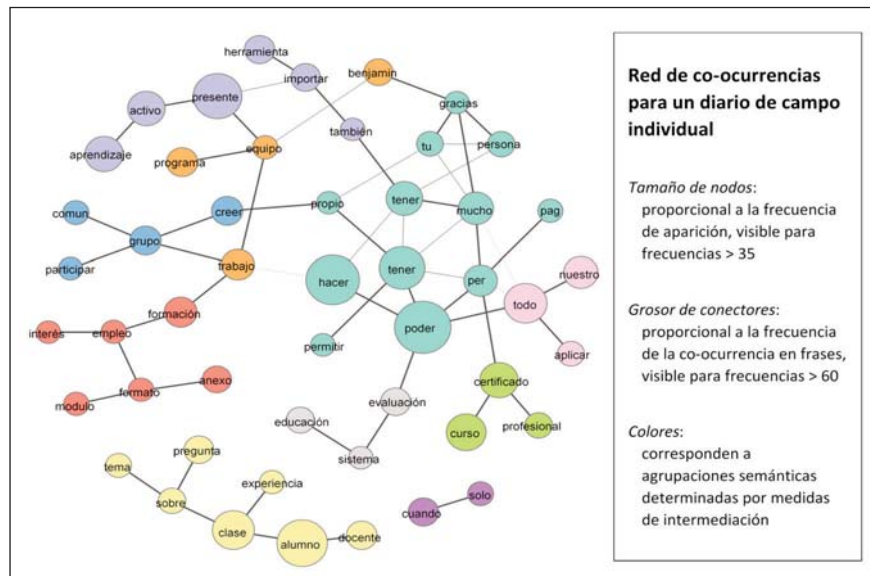 herramienta
importar
benjamin
presente
gracias
activo
también
tu
persona
aprendizaje
equipo
programa
tener
propio
mucho
pag
comun
creer
grupo
participar
trabajo
hacer
tener
per
nuestro
todo
formación
poder
interés
empleo
permitir
aplicar
anexo
formato
modulo
certificado
evaluación
educación
curso
profesional
pregunta
sistema
tema
experiencia
sobre
solo
cuando
clase
alumno
docente
Red de co-ocurrencias
para un diario de campo
individual
Tamaño de nodos:
proporcional a la frecuencia
de aparición, visible para
frecuencias > 35
Grosor de conectores:
proporcional a la frecuencia
de la co-ocurrencia en frases,
visible para frecuencias > 60
Colores:
corresponden a
agrupaciones semánticas
determinadas por medidas
de intermediación